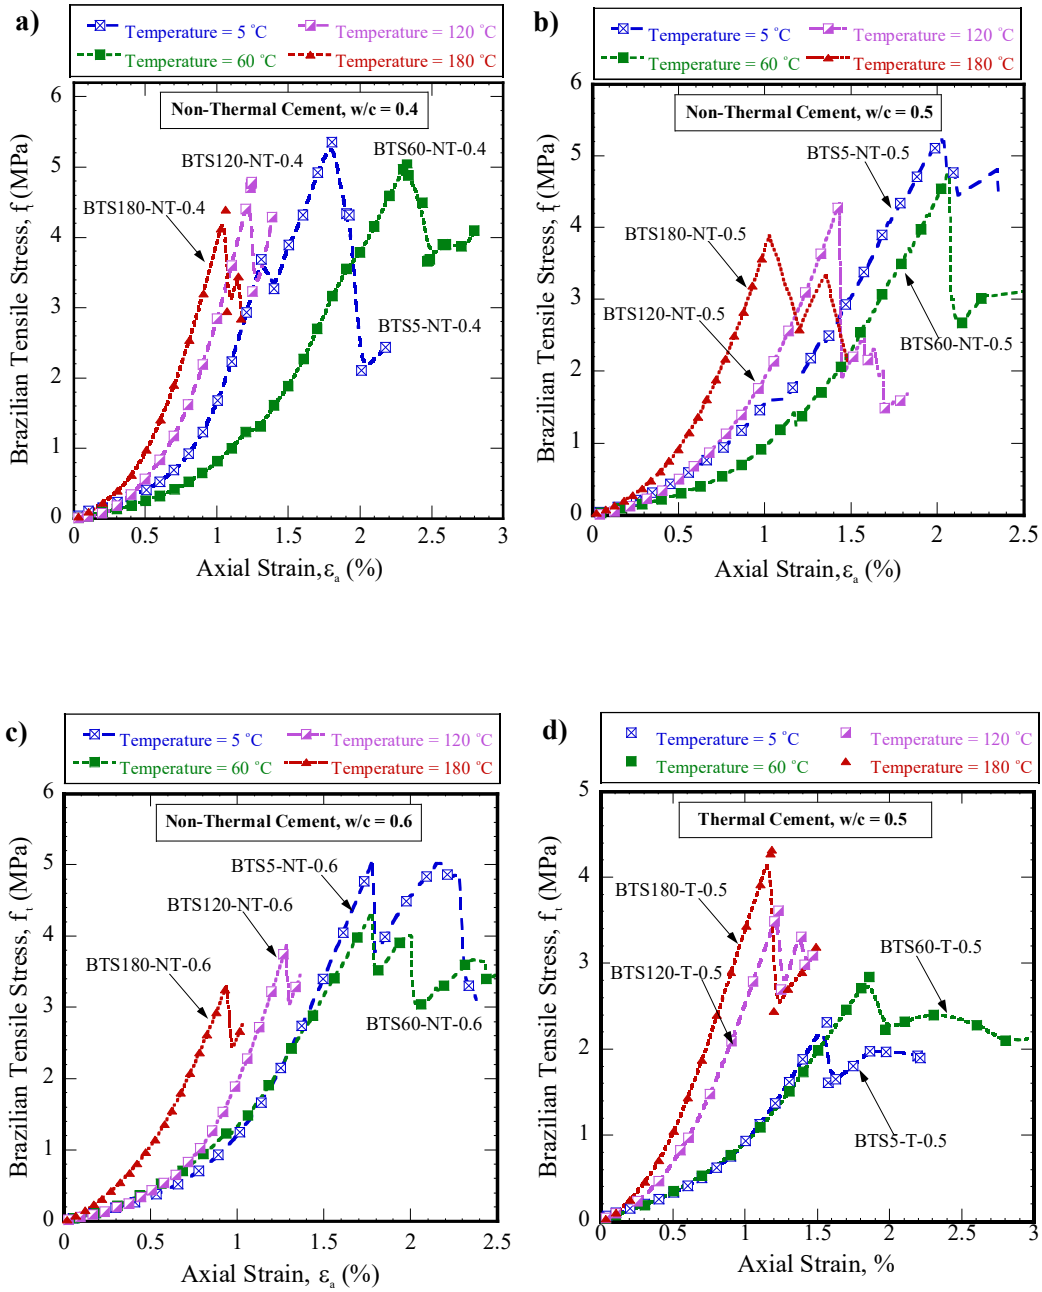 a)
Temperature = 5 °C
Temperature = 120 °C
Temperature = 60 °C
Temperature = 180 °C
6
5
4
3
2
1
0
Brazilian Tensile Stress, f_t (MPa)
Non-Thermal Cement, w/c = 0.4
BTS120-NT-0.4
BTS60-NT-0.4
BTS180-NT-0.4
BTS5-NT-0.4
0 0.5 1 1.5 2 2.5 3
Axial Strain,ε_a (%)
b)
Temperature = 5 °C
Temperature = 120 °C
Temperature = 60 °C
Temperature = 180 °C
6
5
4
3
2
1
0
Brazilian Tensile Stress, f_t (MPa)
Non-Thermal Cement, w/c = 0.5
BTS5-NT-0.5
BTS180-NT-0.5
BTS120-NT-0.5
BTS60-NT-0.5
0 0.5 1 1.5 2 2.5
Axial Strain,ε_a (%)
c)
Temperature = 5 °C
Temperature = 120 °C
Temperature = 60 °C
Temperature = 180 °C
6
5
4
3
2
1
0
Brazilian Tensile Stress, f_t (MPa)
Non-Thermal Cement, w/c = 0.6
BTS5-NT-0.6
BTS120-NT-0.6
BTS180-NT-0.6
BTS60-NT-0.6
0 0.5 1 1.5 2 2.5
Axial Strain, ε_a (%)
d)
Temperature = 5 °C
Temperature = 120 °C
Temperature = 60 °C
Temperature = 180 °C
5
4
3
2
1
0
Brazilian Tensile Stress, f_t (MPa)
Thermal Cement, w/c = 0.5
BTS180-T-0.5
BTS60-T-0.5
BTS120-T-0.5
BTS5-T-0.5
0 0.5 1 1.5 2 2.5 3
Axial Strain, %